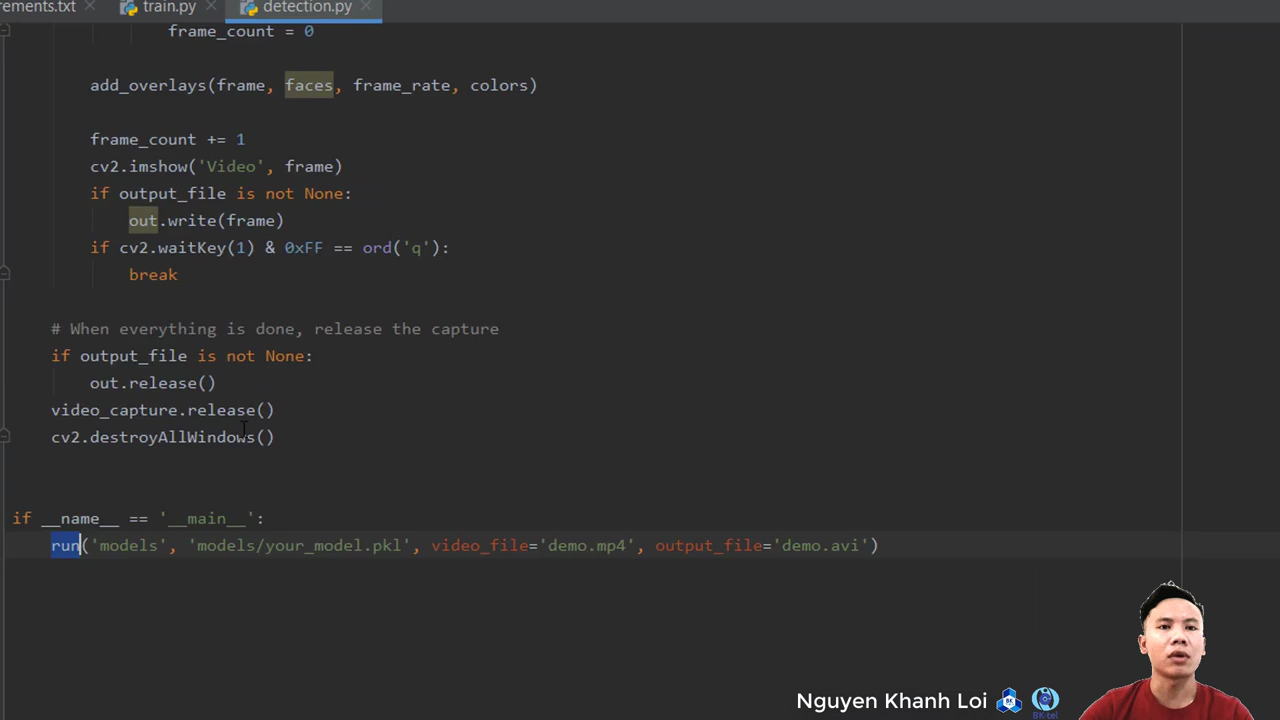 rements.txt train.py detection.py
frame_count = 0
add_overlays(frame, faces, frame_rate, colors)
frame_count += 1
cv2.imshow('Video', frame)
if output_file is not None:
out.write(frame)
if cv2.waitKey(1) & 0xFF == ord('q'):
break
# When everything is done, release the capture
if output_file is not None:
out.release()
video_capture.release()
cv2.destroyAllWindows()
if __name__ == '__main__':
run('models', 'models/your_model.pkl', video_file='demo.mp4', output_file='demo.avi')
Nguyen Khanh Loi
BK-tel